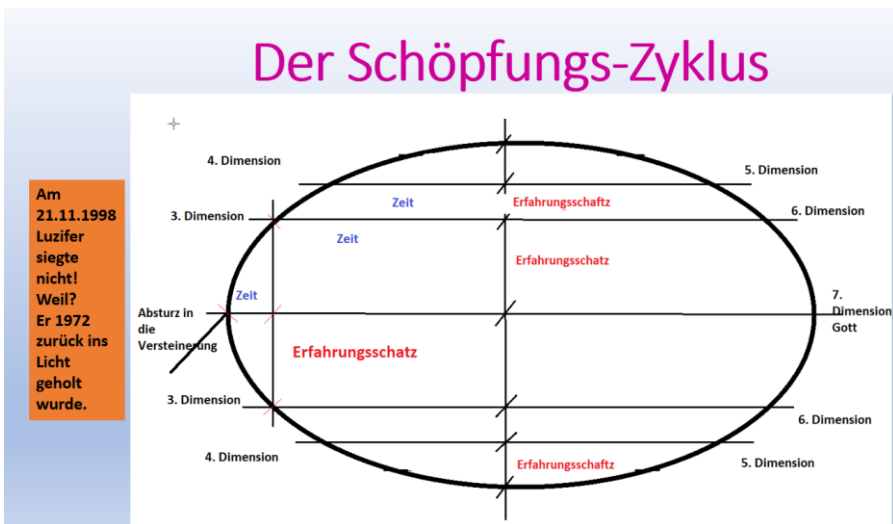 Der Schöpfungs-Zyklus
Am
21.11.1998
Luzifer
siegte
nicht!
Weil?
Er 1972
zurück ins
Licht
geholt
wurde.
4. Dimension
5. Dimension
Zeit
Erfahrungsschaftz
3. Dimension
6. Dimension
Zeit
Erfahrungsschatz
Zeit
7.
Dimension
Gott
Absturz in
die
Versteinerung
Erfahrungsschatz
3. Dimension
6. Dimension
4. Dimension
Erfahrungsschaftz
5. Dimension